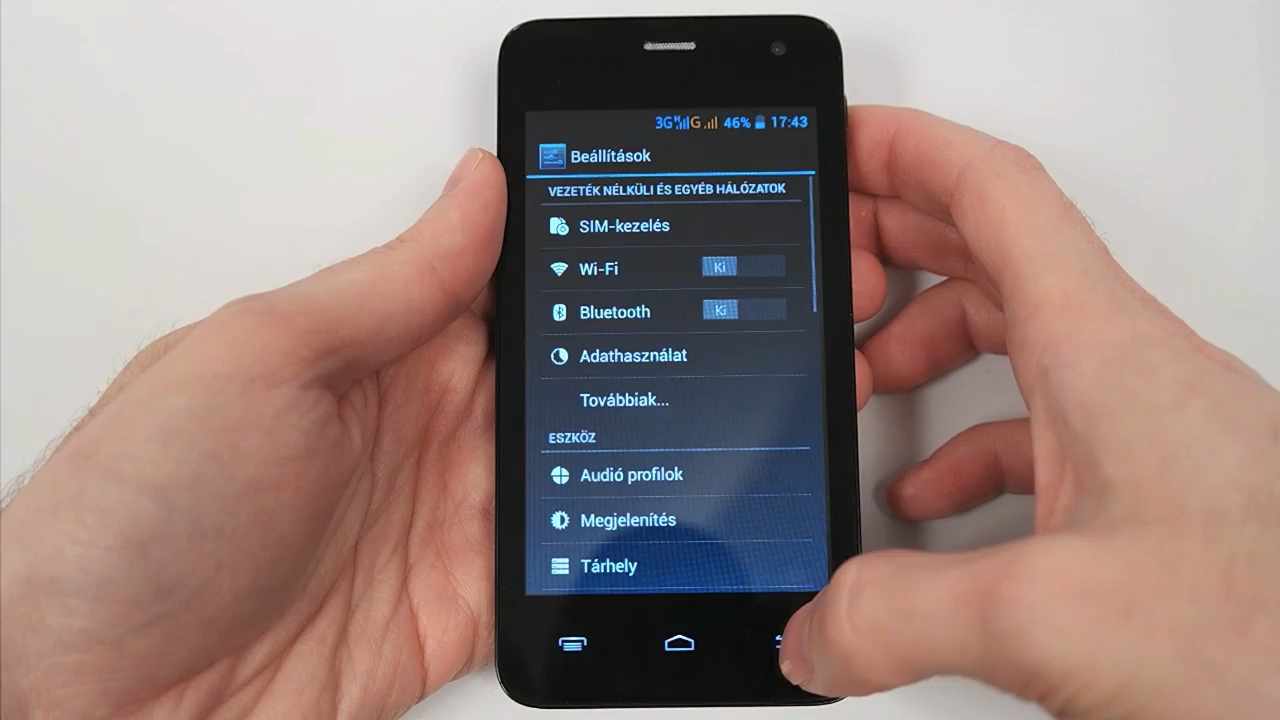 3G H G 46% 17:43
Beállítások
VEZETÉK NÉLKÜLI ÉS EGYÉB HÁLÓZATOK
SIM-kezelés
Wi-Fi Ki
Bluetooth Ki
Adathasználat
Továbbiak...
ESZKÖZ
Audió profilok
Megjelenítés
Tárhely